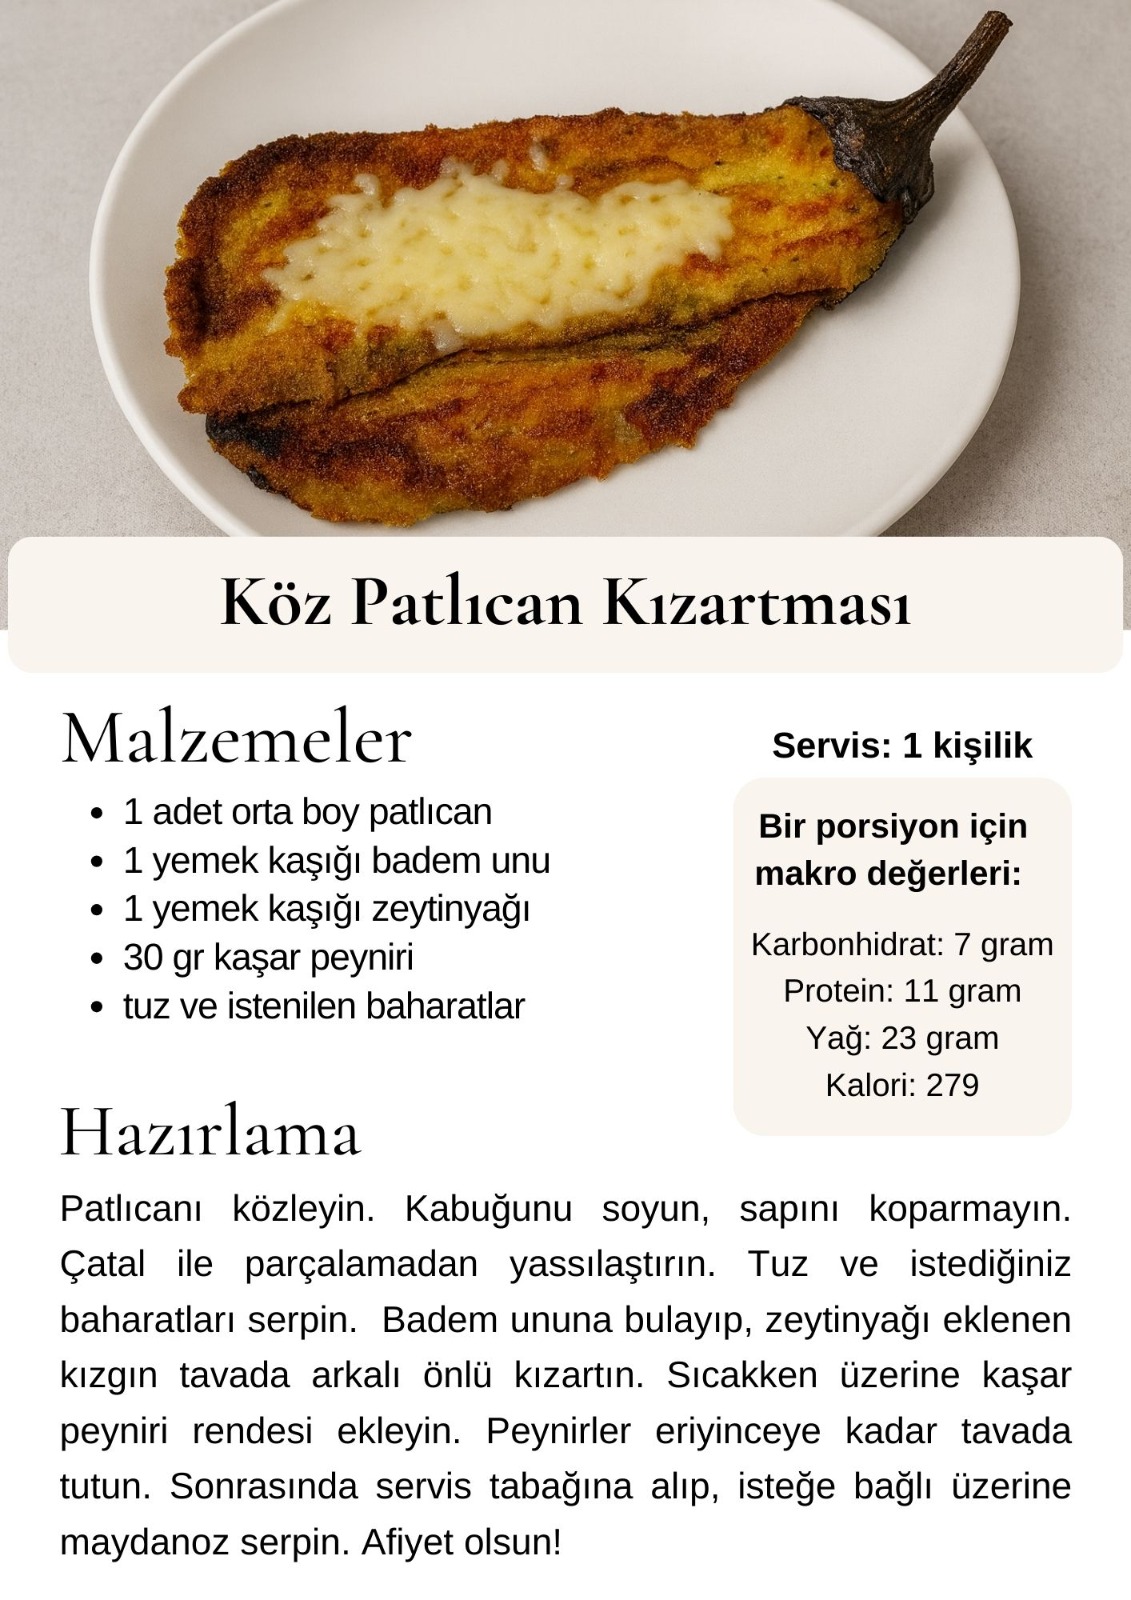 Köz Patlıcan Kızartması
Malzemeler
1 adet orta boy patlıcan
1 yemek kaşığı badem unu
1 yemek kaşığı zeytinyağı
30 gr kaşar peyniri
tuz ve istenilen baharatlar
Servis: 1 kişilik
Bir porsiyon için
makro değerleri:
Karbonhidrat: 7 gram
Protein: 11 gram
Yağ: 23 gram
Kalori: 279
Hazırlama
Patlıcanı közleyin. Kabuğunu soyun, sapını koparmayın.
Çatal ile parçalamadan yassılaştırın. Tuz ve istediğiniz
baharatları serpin. Badem ununa bulayıp, zeytinyağı eklenen
kızgın tavada arkalı önlü kızartın. Sıcakken üzerine kaşar
peyniri rendesi ekleyin. Peynirler eriyinceye kadar tavada
tutun. Sonrasında servis tabağına alıp, isteğe bağlı üzerine
maydanoz serpin. Afiyet olsun!